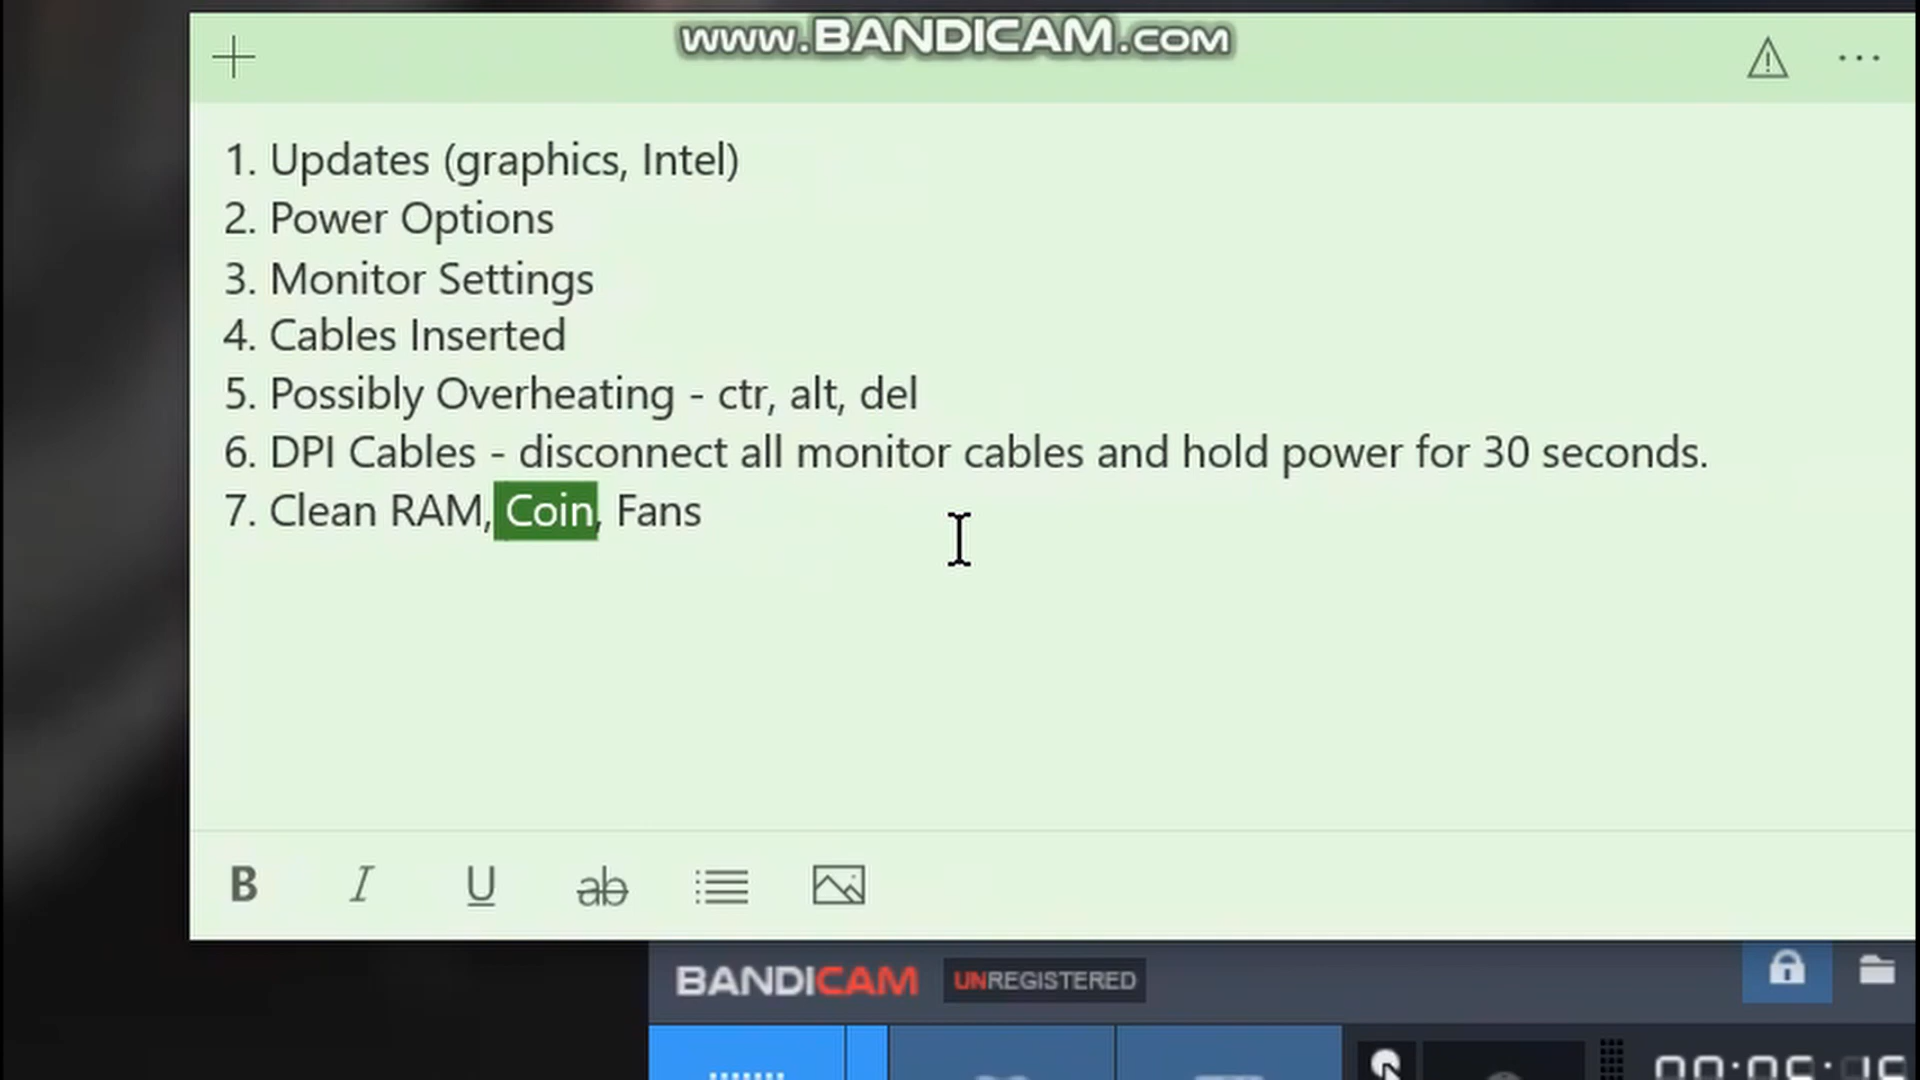 www.BANDICAM.com
1. Updates (graphics, Intel)
2. Power Options
3. Monitor Settings
4. Cables Inserted
5. Possibly Overheating - ctr, alt, del
6. DPI Cables - disconnect all monitor cables and hold power for 30 seconds.
7. Clean RAM, Coin, Fans
B I U ab
BANDICAM UNREGISTERED